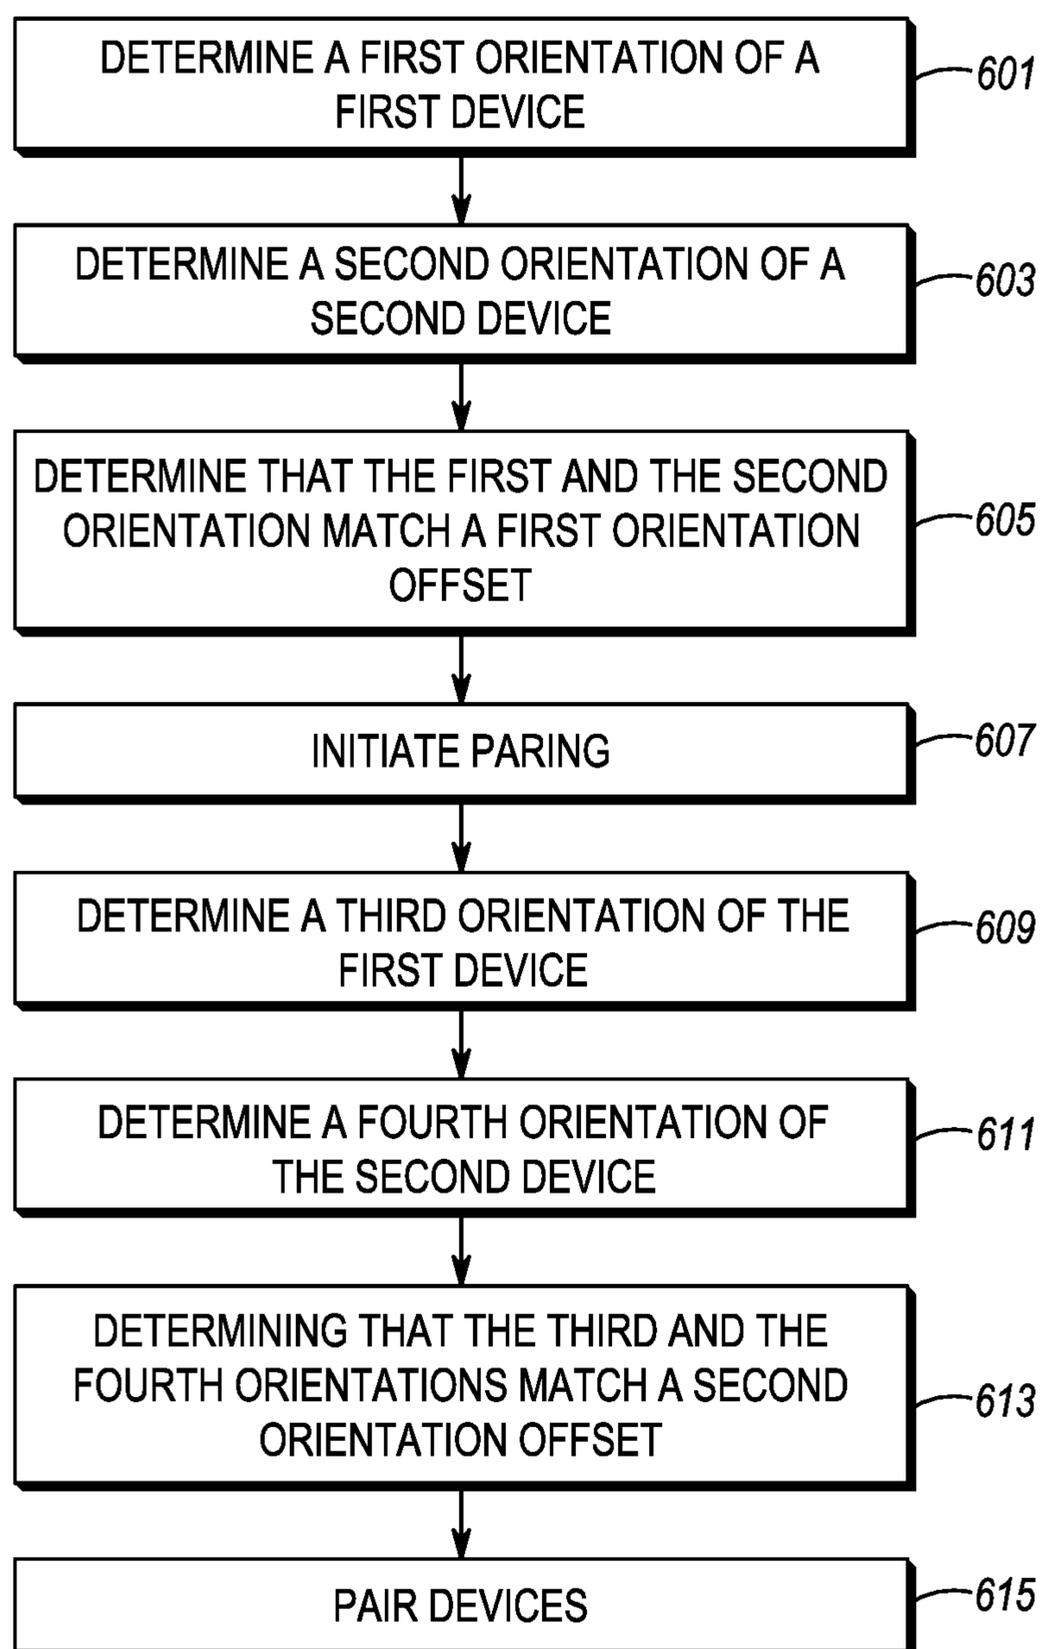 DETERMINE A FIRST ORIENTATION OF A
FIRST DEVICE
601
DETERMINE A SECOND ORIENTATION OF A
SECOND DEVICE
603
DETERMINE THAT THE FIRST AND THE SECOND
ORIENTATION MATCH A FIRST ORIENTATION
OFFSET
605
INITIATE PARING
607
DETERMINE A THIRD ORIENTATION OF THE
FIRST DEVICE
609
DETERMINE A FOURTH ORIENTATION OF
THE SECOND DEVICE
611
DETERMINING THAT THE THIRD AND THE
FOURTH ORIENTATIONS MATCH A SECOND
ORIENTATION OFFSET
613
PAIR DEVICES
615